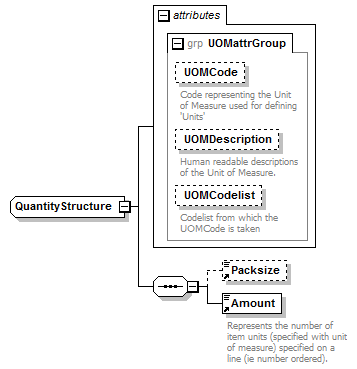 attributes
grp UOMattrGroup
UOMCode
Code representing the Unit
of Measure used for defining
'Units'
UOMDescription
Human readable descriptions
of the Unit of Measure.
UOMCodelist
Codelist from which the
UOMCode is taken
QuantityStructure
Packsize
Amount
Represents the number of
item units (specified with unit
of measure) specified on a
line (ie number ordered).